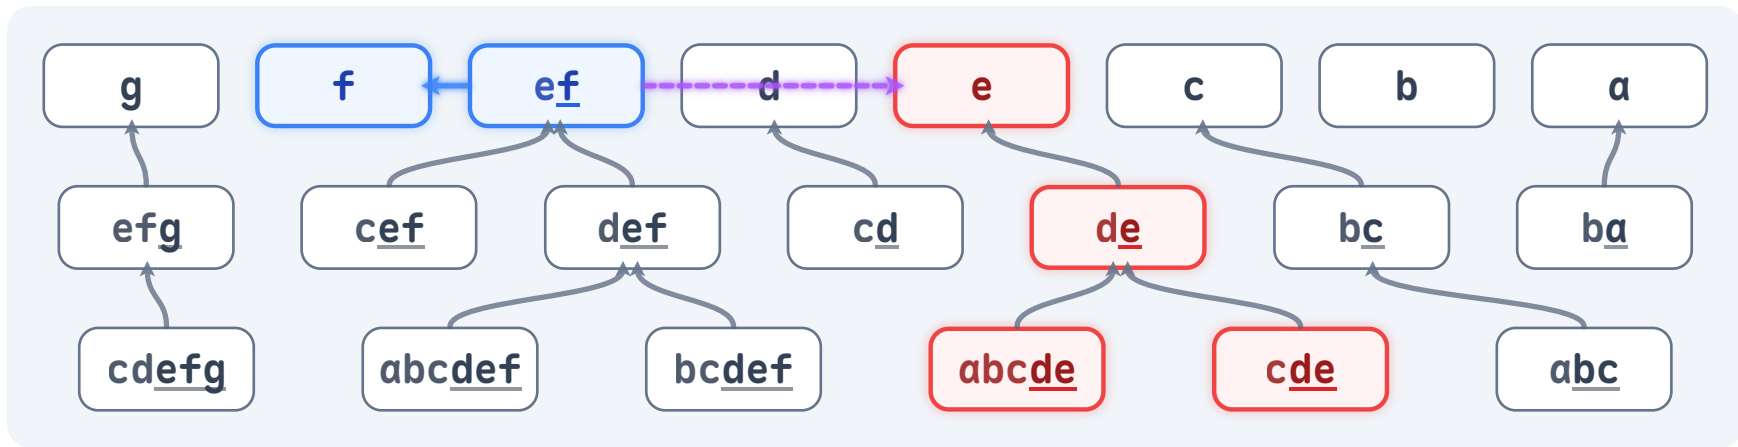 g f ef d e c b a
efg cef def cd de bc ba
cdefg abcdef bcdef abcde cde abc